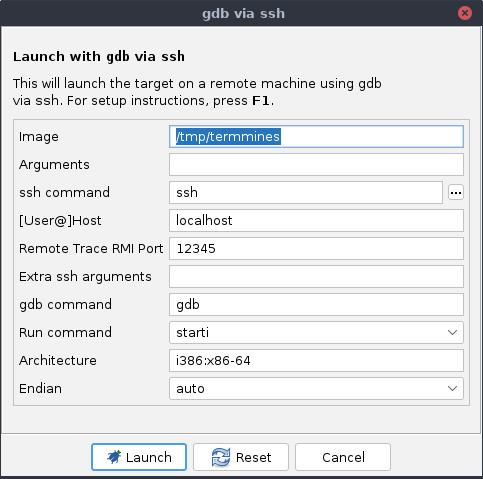 gdb via ssh
Launch with gdb via ssh
This will launch the target on a remote machine using gdb
via ssh. For setup instructions, press F1.
Image /tmp/termmines
Arguments
ssh command ssh ...
[User@]Host localhost
Remote Trace RMI Port 12345
Extra ssh arguments
gdb command gdb
Run command starti
Architecture i386:x86-64
Endian auto
Launch Reset Cancel